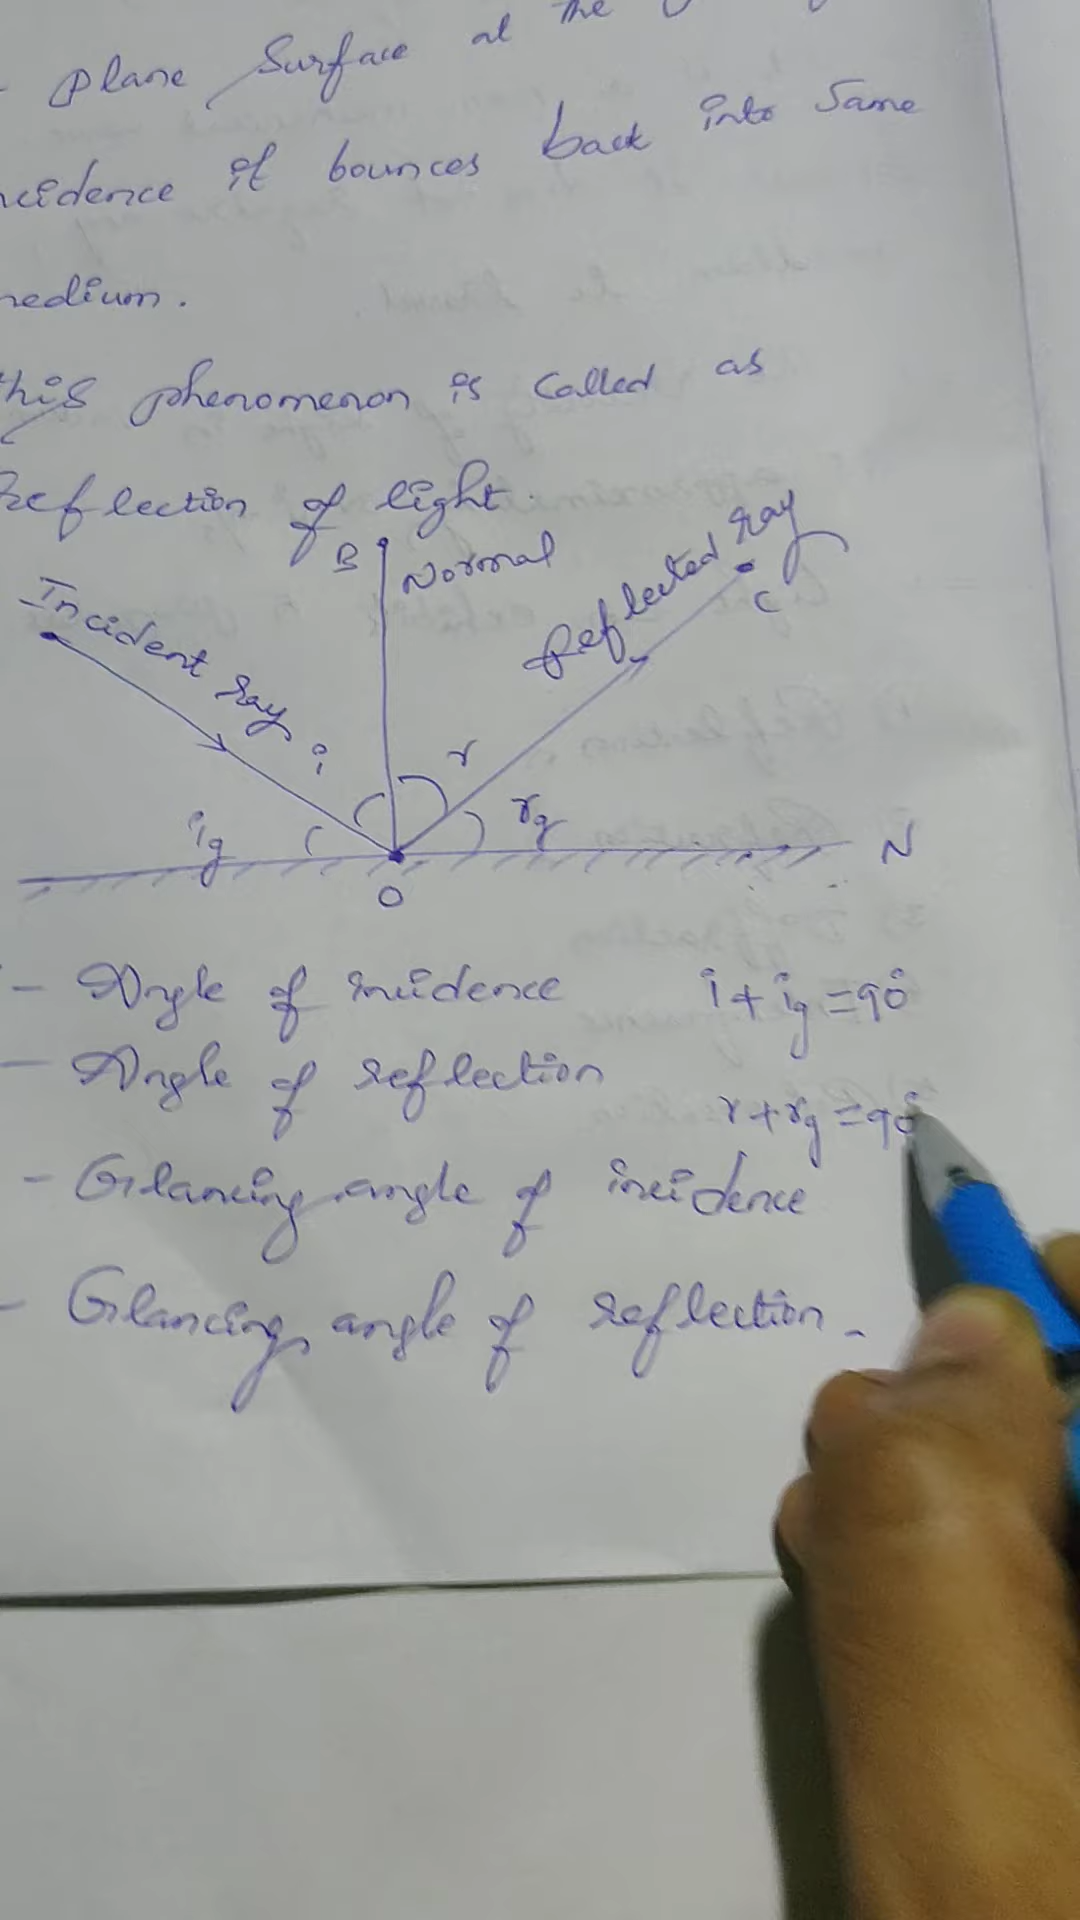 plane Surface at the
it bounces back into Same
medium.
this phenomenon is called as
Reflection of light.
B Normal
Reflected ray
C
Incident ray
i r
ig rg
N
O
- Angle of incidence i + ig = 90°
- Angle of reflection
r + rg = 90°
- Glancing angle of incidence
- Glancing angle of reflection.